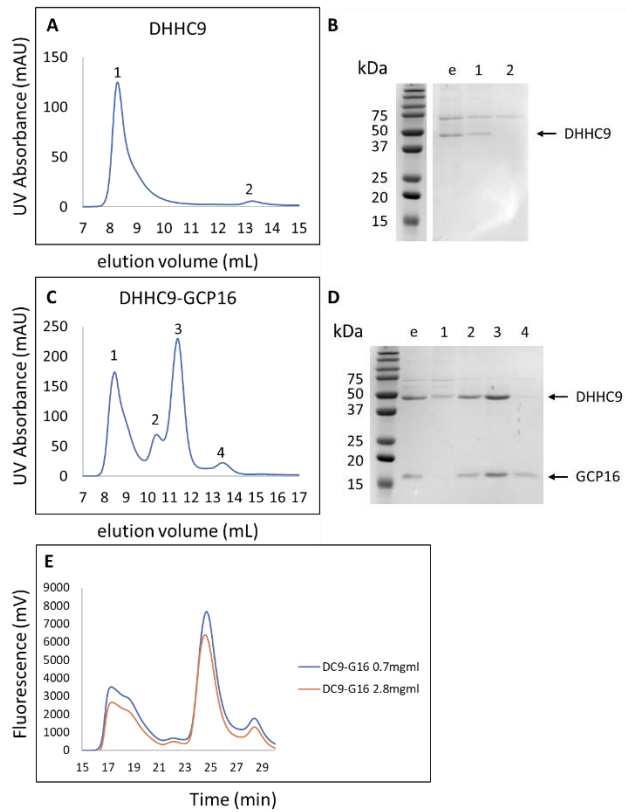 A
DHHC9
UV Absorbance (mAU)
150
100
50
0
1
2
7 8 9 10 11 12 13 14 15
elution volume (mL)
B
kDa
e 1 2
75
50
37
25
20
15
DHHC9
C
DHHC9-GCP16
UV Absorbance (mAU)
250
200
150
100
50
0
1
2
3
4
7 8 9 10 11 12 13 14 15 16 17
elution volume (mL)
D
kDa
e 1 2 3 4
75
50
37
25
20
15
DHHC9
GCP16
E
Fluorescence (mV)
9000
8000
7000
6000
5000
4000
3000
2000
1000
0
15 17 19 21 23 25 27 29
Time (min)
DC9-G16 0.7mgml
DC9-G16 2.8mgml